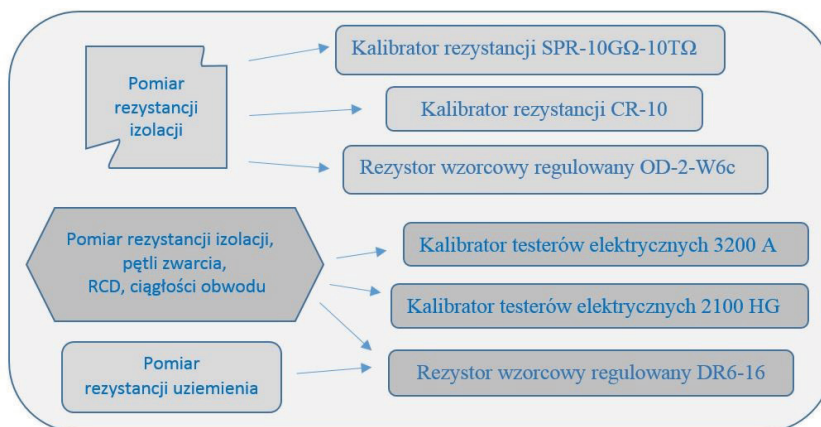 Pomiar
rezystancji
izolacji
Kalibrator rezystancji SPR-10GΩ-10TΩ
Kalibrator rezystancji CR-10
Rezystor wzorcowy regulowany OD-2-W6c
Pomiar rezystancji izolacji,
pętli zwarcia,
RCD, ciągłości obwodu
Kalibrator testerów elektrycznych 3200 A
Kalibrator testerów elektrycznych 2100 HG
Pomiar
rezystancji uziemienia
Rezystor wzorcowy regulowany DR6-16